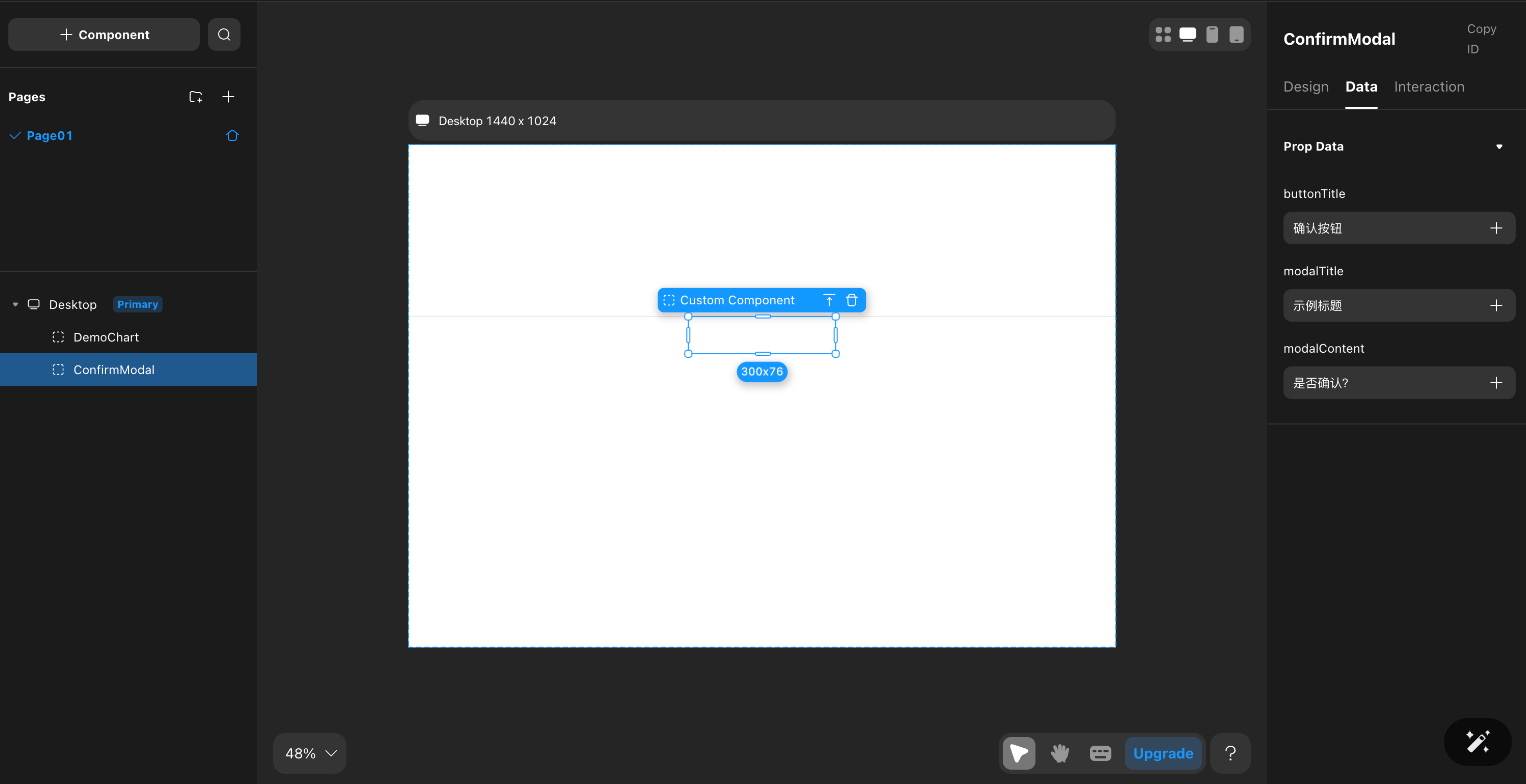 Component
Pages
Page01
Desktop Primary
DemoChart
ConfirmModal
Desktop 1440 x 1024
Custom Component
300x76
48%
Upgrade
?
ConfirmModal
Copy
ID
Design Data Interaction
Prop Data
buttonTitle
确认按钮
modalTitle
示例标题
modalContent
是否确认?